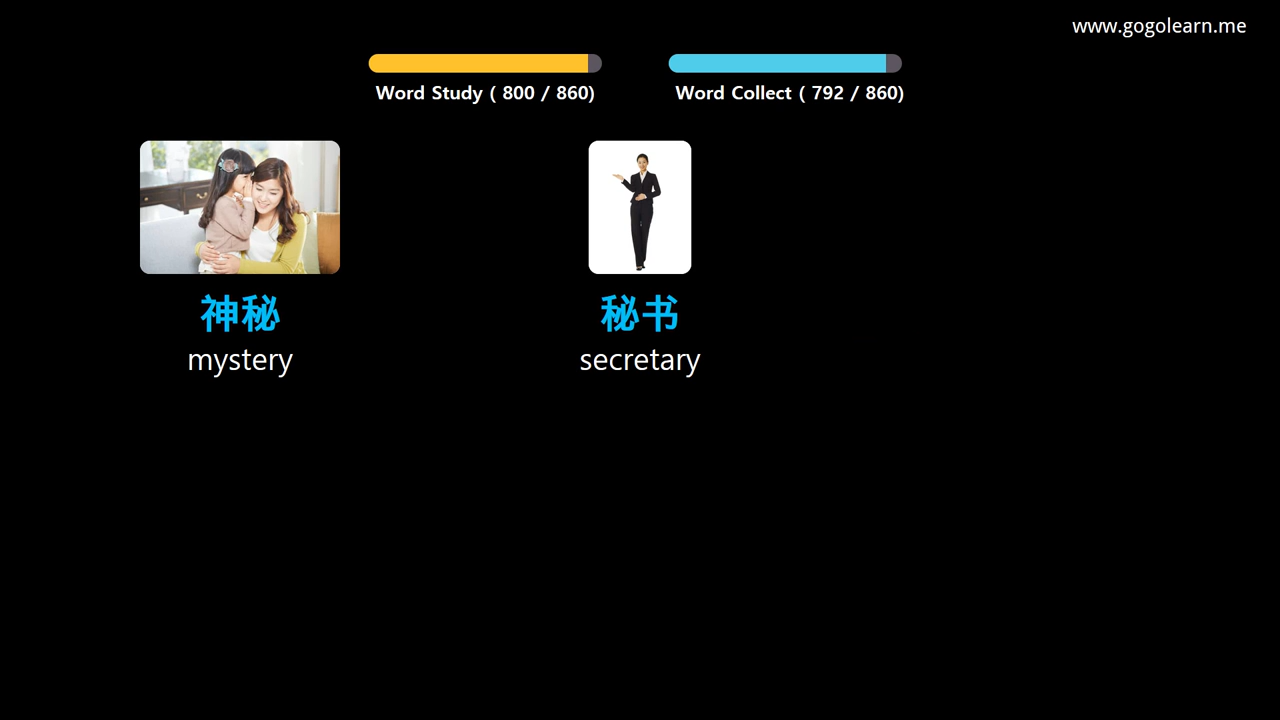 www.gogolearn.me
Word Study ( 800 / 860)
Word Collect ( 792 / 860)
神秘
mystery
秘书
secretary